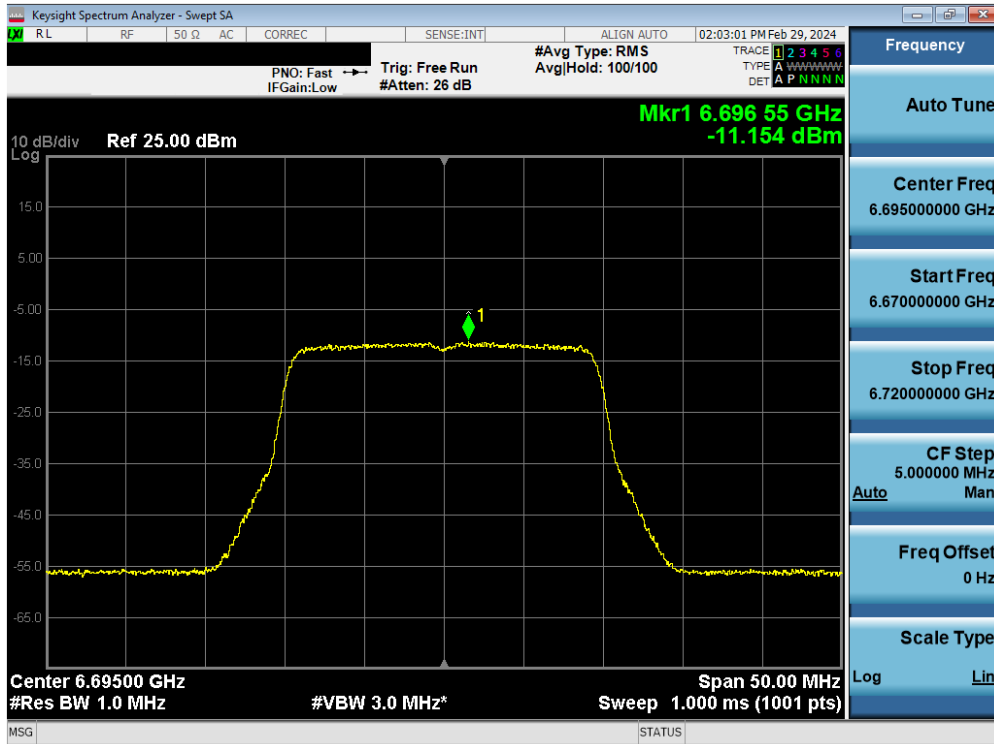 Keysight Spectrum Analyzer - Swept SA
LXI RL RF 50 Ω AC CORREC SENSE:INT ALIGN AUTO 02:03:01 PM Feb 29, 2024
PNO: Fast
IFGain:Low
Trig: Free Run
#Atten: 26 dB
#Avg Type: RMS
Avg|Hold: 100/100
TRACE 1 2 3 4 5 6
TYPE A WWWWW
DET A P N N N N
Mkr1 6.696 55 GHz
-11.154 dBm
10 dB/div Ref 25.00 dBm
Log
15.0
5.00
-5.00
1
-15.0
-25.0
-35.0
-45.0
-55.0
-65.0
Center 6.69500 GHz Span 50.00 MHz
#Res BW 1.0 MHz #VBW 3.0 MHz* Sweep 1.000 ms (1001 pts)
MSG STATUS
Frequency
Auto Tune
Center Freq
6.695000000 GHz
Start Freq
6.670000000 GHz
Stop Freq
6.720000000 GHz
CF Step
5.000000 MHz
Auto Man
Freq Offset
0 Hz
Scale Type
Log Lin